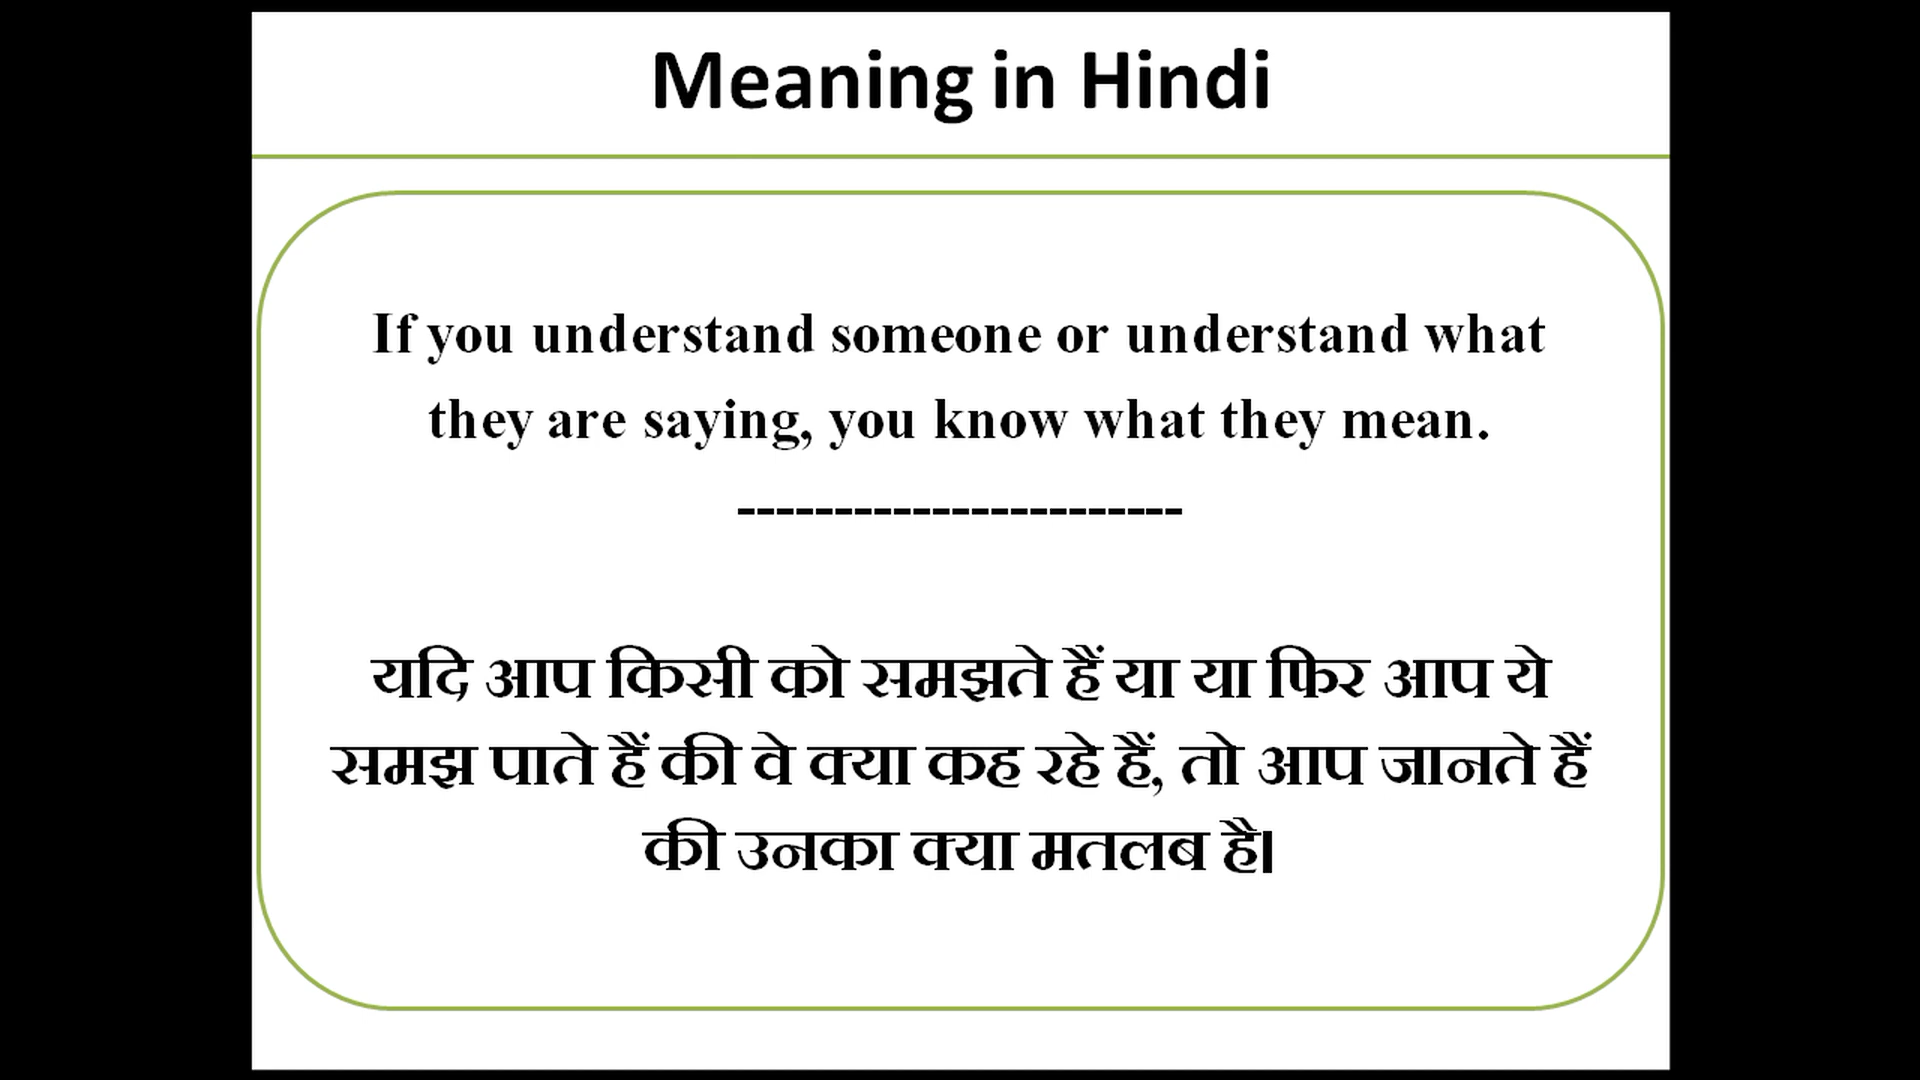 Meaning in Hindi
If you understand someone or understand what
they are saying, you know what they mean.
-----------------------
यदि आप किसी को समझते हैं या या फिर आप ये
समझ पाते हैं की वे क्या कह रहे हैं, तो आप जानते हैं
की उनका क्या मतलब है।